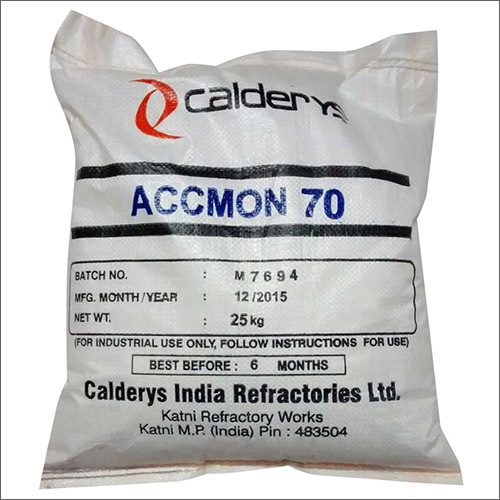 calderys
ACCMON 70
BATCH NO. : M7694
MFG. MONTH/YEAR : 12/2015
NET WT. : 25kg
(FOR INDUSTRIAL USE ONLY, FOLLOW INSTRUCTIONS FOR USE)
BEST BEFORE : 6 MONTHS
Calderys India Refractories Ltd.
Katni Refractory Works
Katni M.P. (India) Pin : 483504